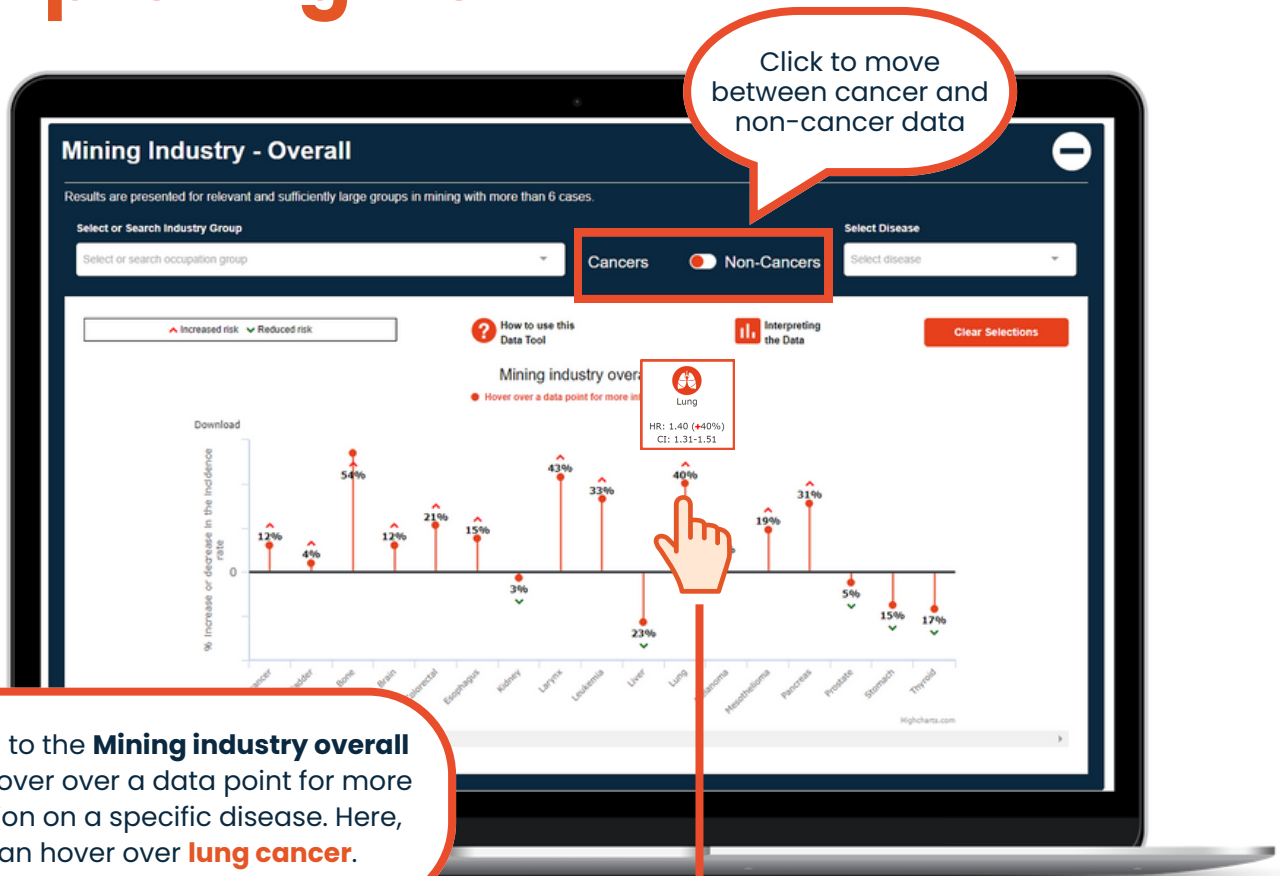 Click to move
between cancer and
non-cancer data
Mining Industry - Overall
Results are presented for relevant and sufficiently large groups in mining with more than 6 cases.
Select or Search Industry Group
Select Disease
Select or search occupation group
Cancers
Non-Cancers
Select disease
Increased risk
Reduced risk
How to use this
Data Tool
Interpreting
the Data
Clear Selections
Mining industry overa
Hover over a data point for more in
Lung
HR: 1.40 (+40%)
CI: 1.31-1.51
Download
% Increase or decrease in the incidence
rate
0
12%
4%
54%
12%
21%
15%
3%
43%
33%
23%
40%
%
19%
31%
5%
15%
17%
ancer
adder
Bone
Brain
olorectal
Esophagus
Kidney
Larynx
Leukemia
Liver
Lung
elanoma
Mesothelioma
Pancreas
Prostate
Stomach
Thyroid
Highcharts.com
to the Mining industry overall
over over a data point for more
ion on a specific disease. Here,
an hover over lung cancer.